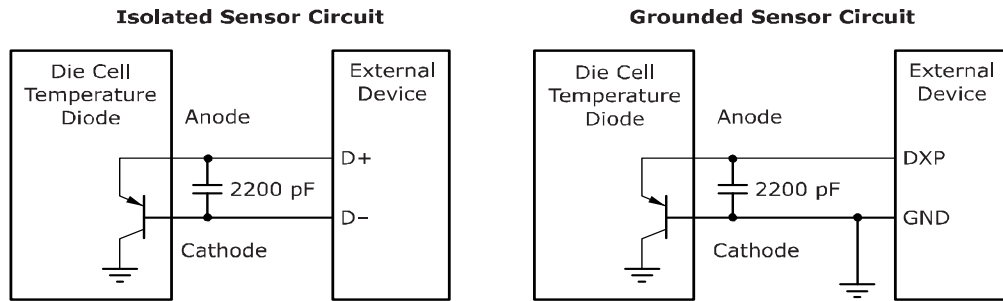 Isolated Sensor Circuit
Die Cell
Temperature
Diode
Anode
External
Device
D+
2200 pF
D−
Cathode
Grounded Sensor Circuit
Die Cell
Temperature
Diode
Anode
External
Device
DXP
2200 pF
GND
Cathode